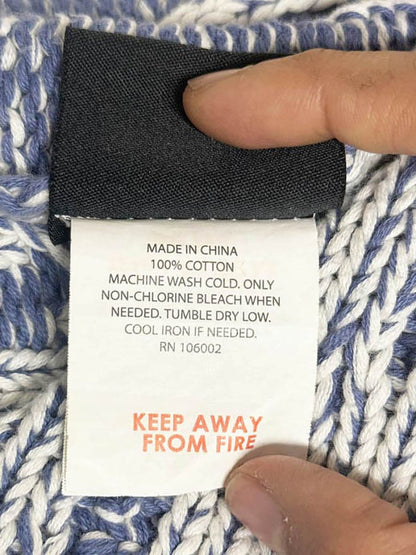 MADE IN CHINA
100% COTTON
MACHINE WASH COLD. ONLY
NON-CHLORINE BLEACH WHEN
NEEDED. TUMBLE DRY LOW.
COOL IRON IF NEEDED.
RN 106002
KEEP AWAY
FROM FIRE